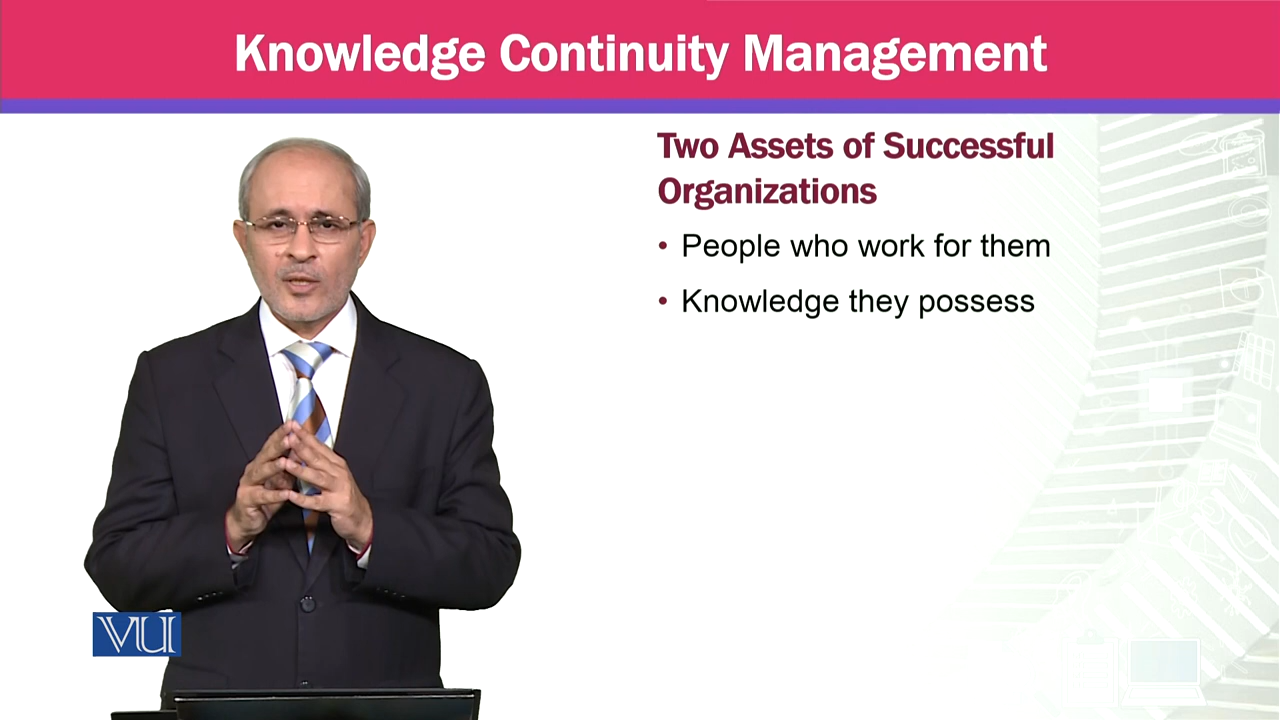 Knowledge Continuity Management
Two Assets of Successful
Organizations
• People who work for them
• Knowledge they possess
VU